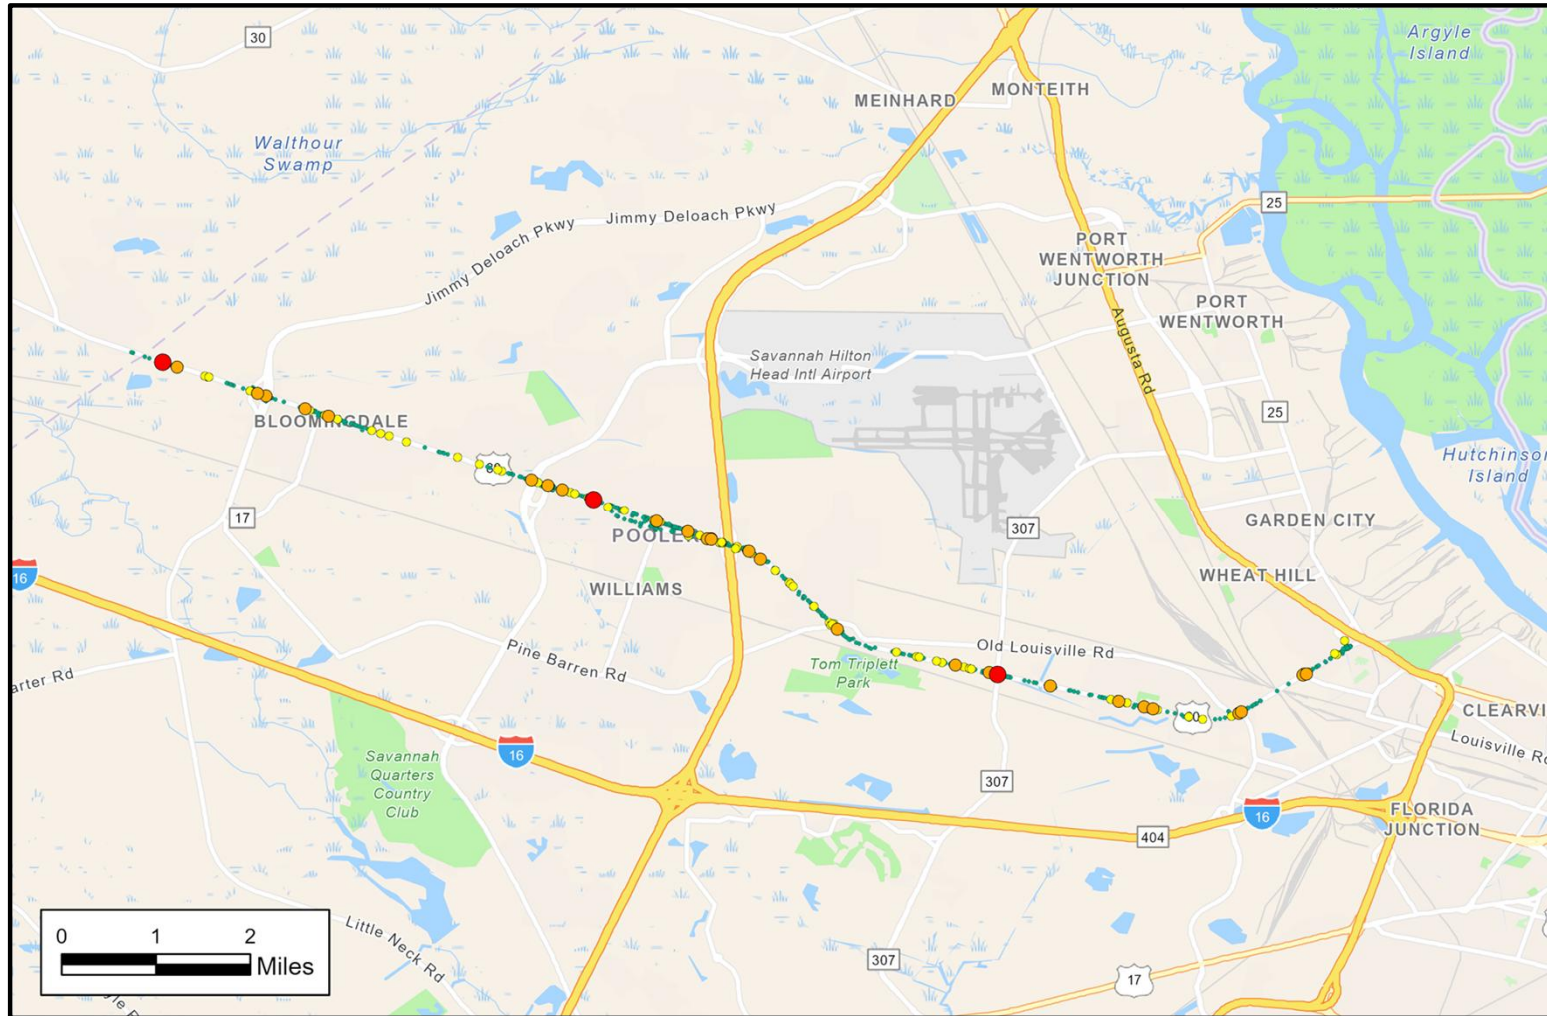 30
Argyle
Island
MEINHARD
MONTEITH
Walthour
Swamp
25
Jimmy Deloach Pkwy
Jimmy Deloach Pkwy
PORT
WENTWORTH
JUNCTION
PORT
WENTWORTH
Augusta Rd
Savannah Hilton
Head Intl Airport
25
BLOOMINGDALE
Hutchinson
Island
17
307
GARDEN CITY
POOLER
16
WILLIAMS
WHEAT HILL
Pine Barren Rd
Old Louisville Rd
Tom Triplett
Park
CLEARVI
Louisville Rd
Savannah
Quarters
Country
Club
16
307
16
FLORIDA
JUNCTION
404
0 1 2
Miles
Little Neck Rd
307
17